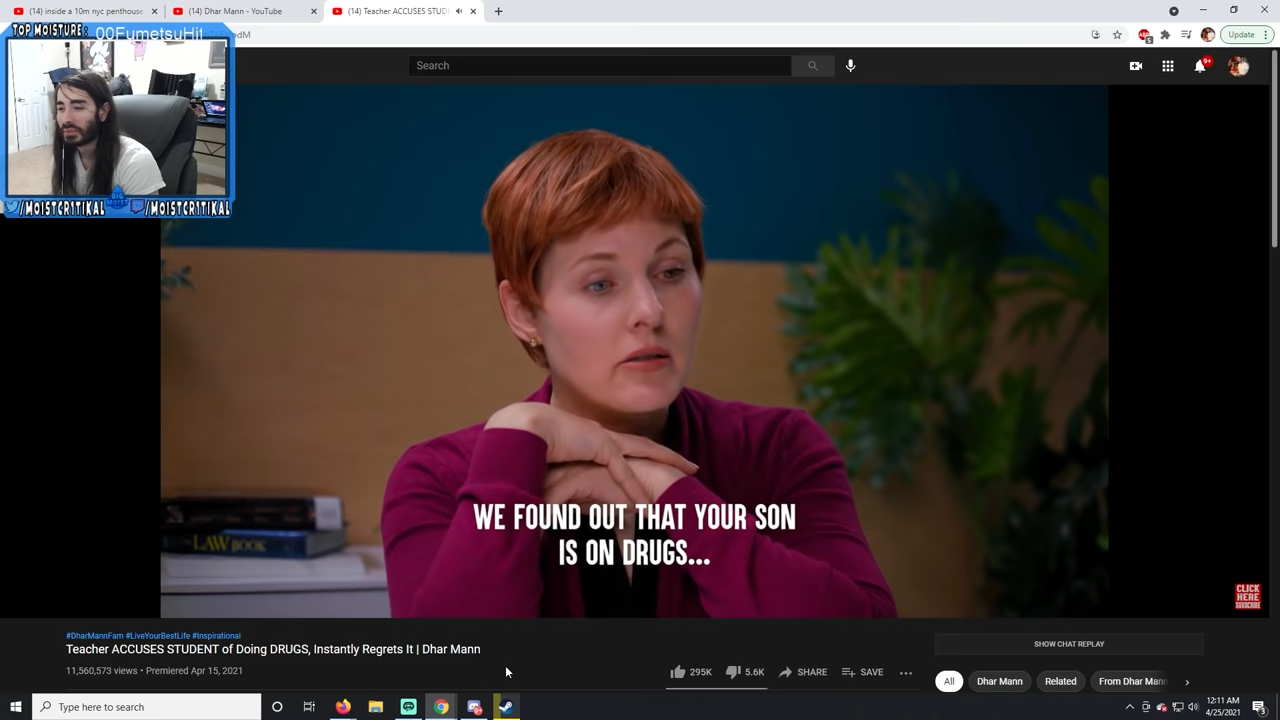 (14) inside a 10m nyc penthouse
(14) Dhar Mann - YouTube
(14) Teacher ACCUSES STUD
TOP MOISTURE:
00FumetsuHit
Update
Search
9+
BIG MOIST
/MOISTCR1TIKAL
/MOISTCR1TIKAL
LAW BOOK
WE FOUND OUT THAT YOUR SON
IS ON DRUGS...
CLICK
HERE
SUBSCRIBE
#DharMannFam #LiveYourBestLife #Inspirational
Teacher ACCUSES STUDENT of Doing DRUGS, Instantly Regrets It | Dhar Mann
11,560,573 views • Premiered Apr 15, 2021
295K
5.6K
SHARE
SAVE
SHOW CHAT REPLAY
All
Dhar Mann
Related
From Dhar Mann
Type here to search
12:11 AM
4/25/2021